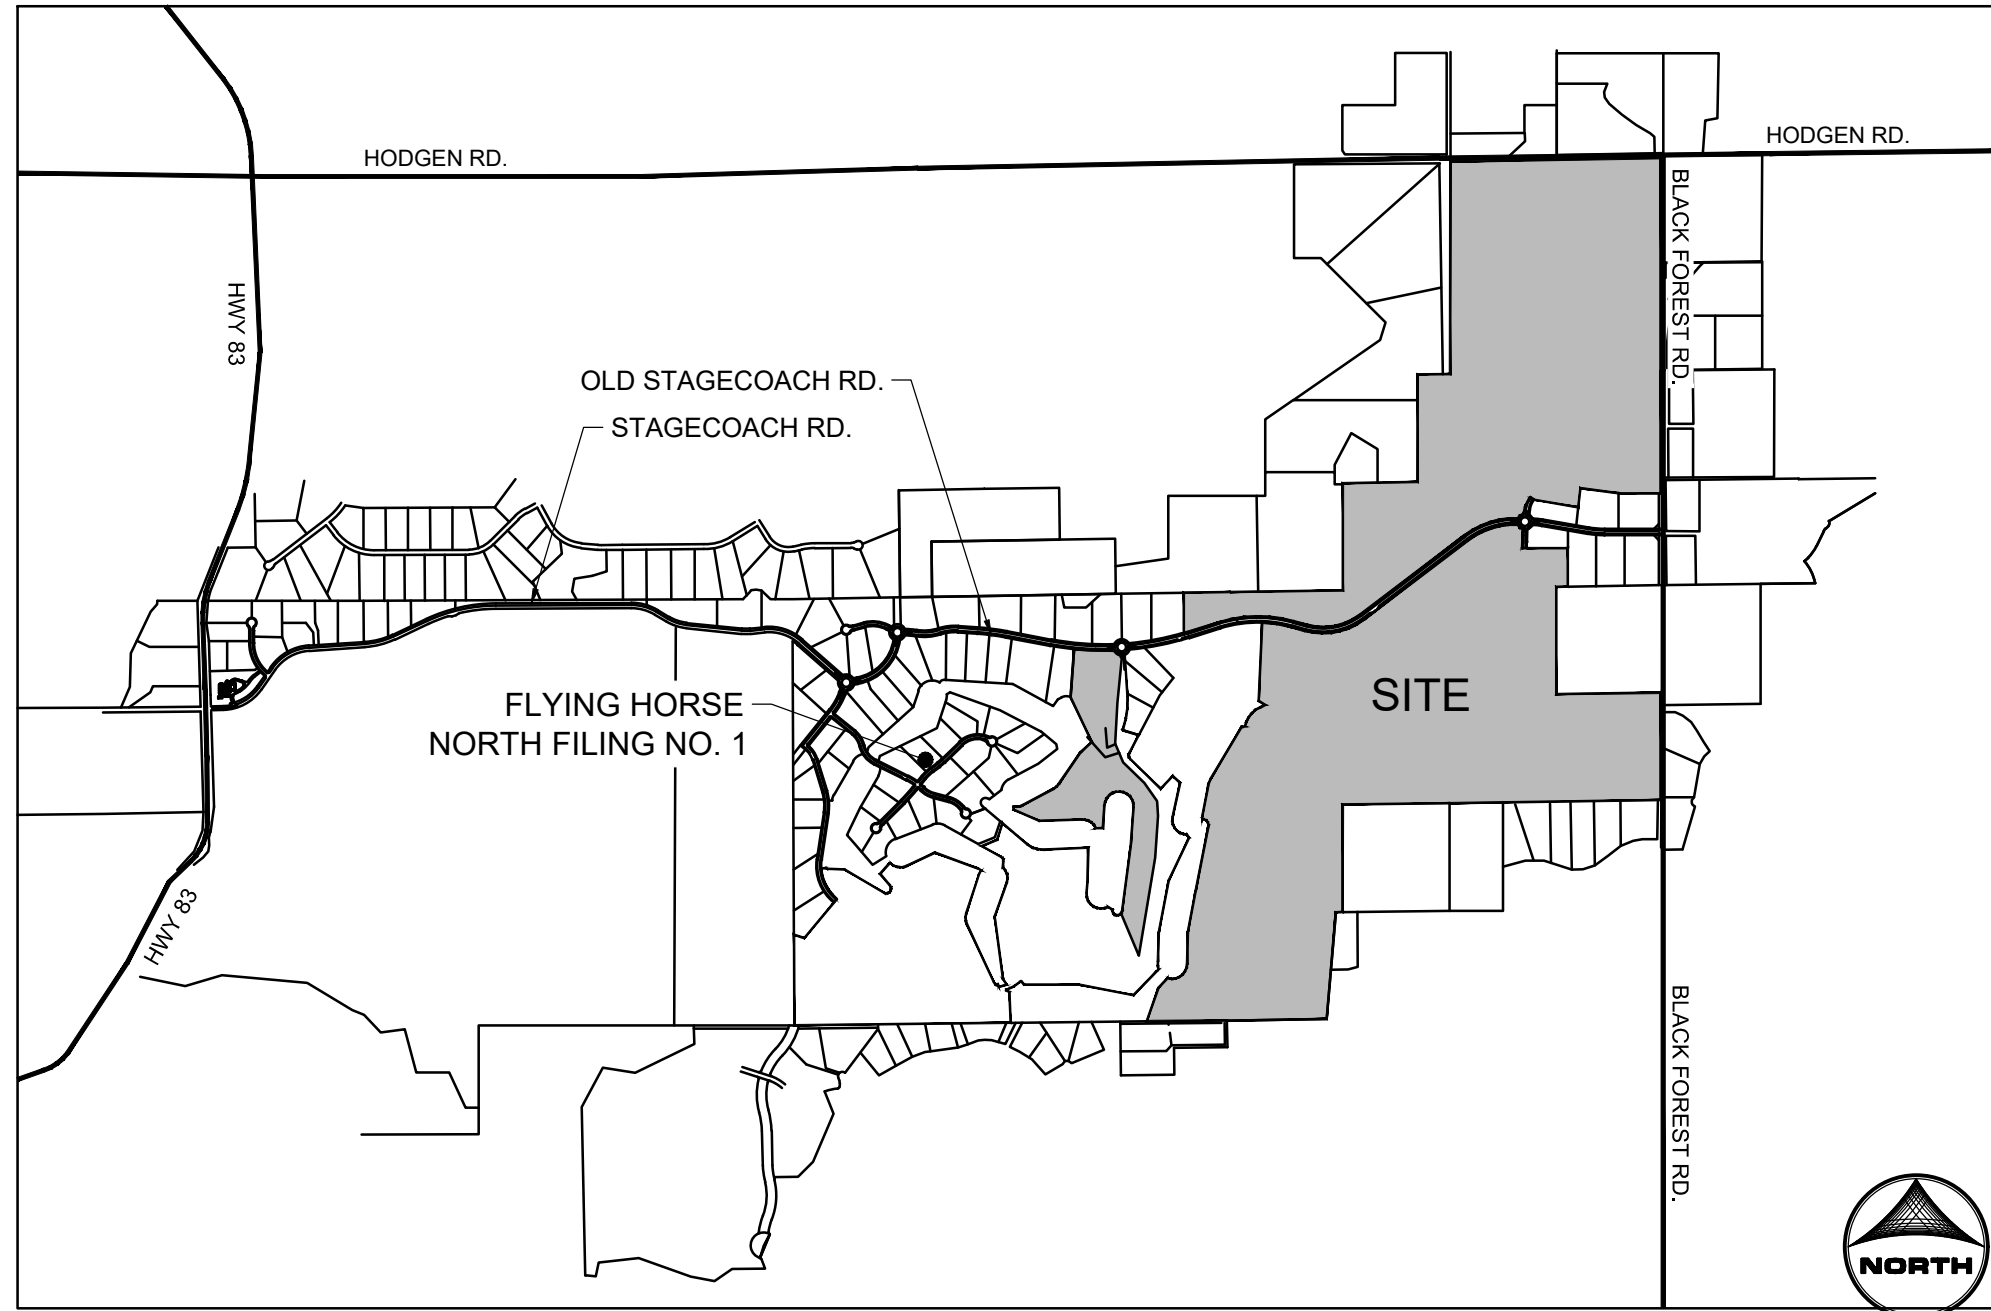 HODGEN RD.
HODGEN RD.
BLACK FOREST RD.
HWY 83
OLD STAGECOACH RD.
STAGECOACH RD.
FLYING HORSE
NORTH FILING NO. 1
SITE
HWY 83
BLACK FOREST RD.
NORTH